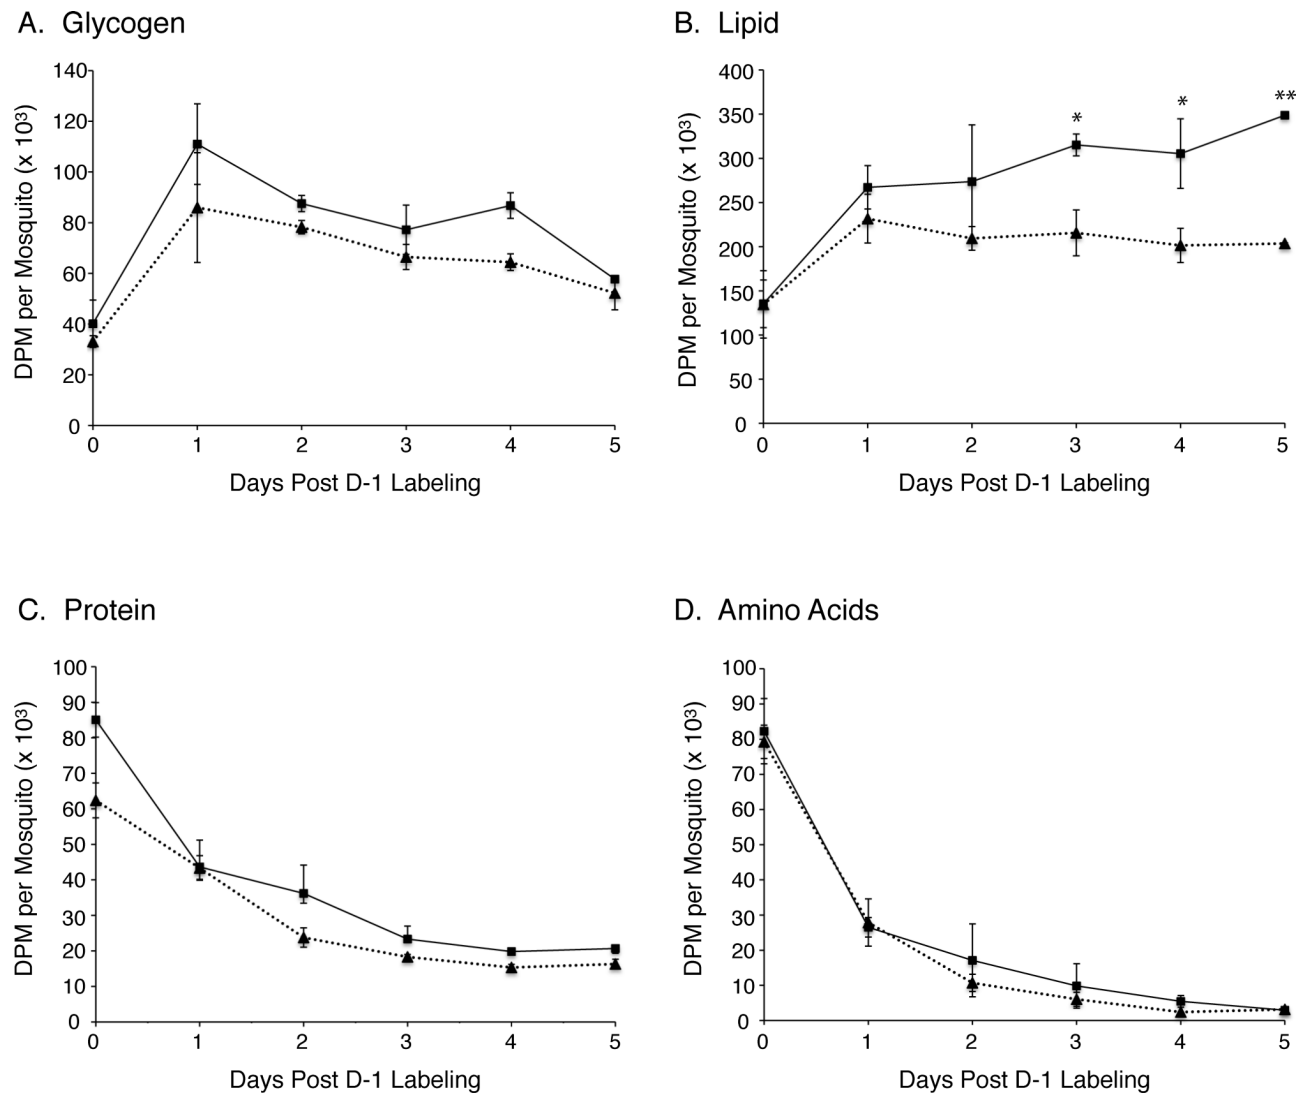 A. Glycogen
DPM per Mosquito (x 10³)
140
120
100
80
60
40
20
0
0 1 2 3 4 5
Days Post D-1 Labeling
B. Lipid
DPM per Mosquito (x 10³)
400
350
300
250
200
150
100
50
0
* * **
0 1 2 3 4 5
Days Post D-1 Labeling
C. Protein
DPM per Mosquito (x 10³)
100
90
80
70
60
50
40
30
20
10
0
0 1 2 3 4 5
Days Post D-1 Labeling
D. Amino Acids
DPM per Mosquito (x 10³)
100
90
80
70
60
50
40
30
20
10
0
0 1 2 3 4 5
Days Post D-1 Labeling